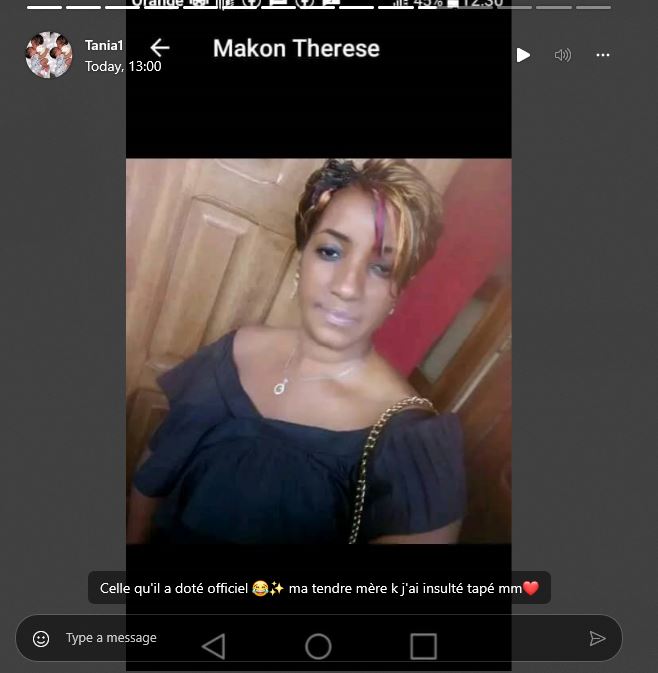 Orange 45% 12:30
Tania1
Makon Therese
Today, 13:00
Celle qu'il a doté officiel 😂✨ ma tendre mère k j'ai insulté tapé mm❤️
Type a message